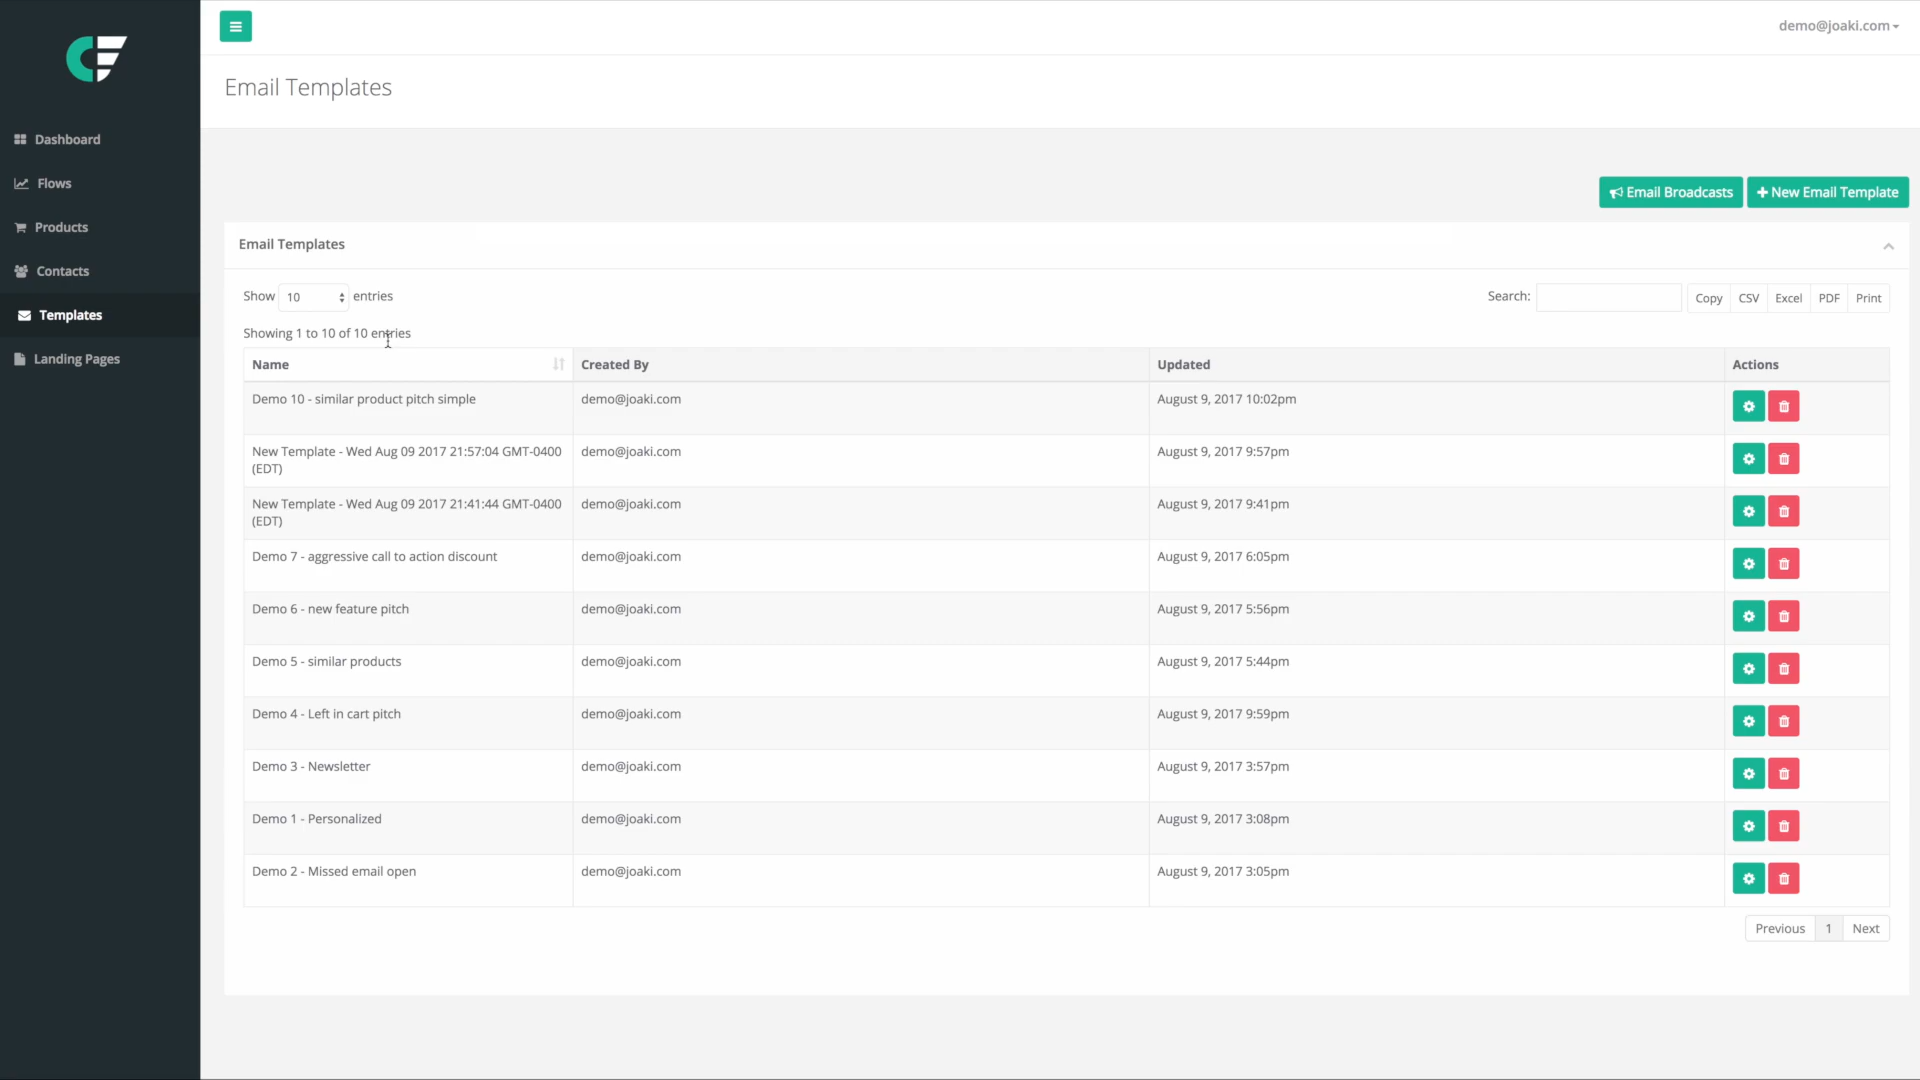 demo@joaki.com
Email Templates
Dashboard
Flows
Products
Contacts
Templates
Landing Pages
Email Broadcasts
New Email Template
Email Templates
Show 10 entries
Search:
Copy CSV Excel PDF Print
Showing 1 to 10 of 10 entries
Name Created By Updated Actions
Demo 10 - similar product pitch simple demo@joaki.com August 9, 2017 10:02pm
New Template - Wed Aug 09 2017 21:57:04 GMT-0400 demo@joaki.com August 9, 2017 9:57pm
(EDT)
New Template - Wed Aug 09 2017 21:41:44 GMT-0400 demo@joaki.com August 9, 2017 9:41pm
(EDT)
Demo 7 - aggressive call to action discount demo@joaki.com August 9, 2017 6:05pm
Demo 6 - new feature pitch demo@joaki.com August 9, 2017 5:56pm
Demo 5 - similar products demo@joaki.com August 9, 2017 5:44pm
Demo 4 - Left in cart pitch demo@joaki.com August 9, 2017 9:59pm
Demo 3 - Newsletter demo@joaki.com August 9, 2017 3:57pm
Demo 1 - Personalized demo@joaki.com August 9, 2017 3:08pm
Demo 2 - Missed email open demo@joaki.com August 9, 2017 3:05pm
Previous 1 Next